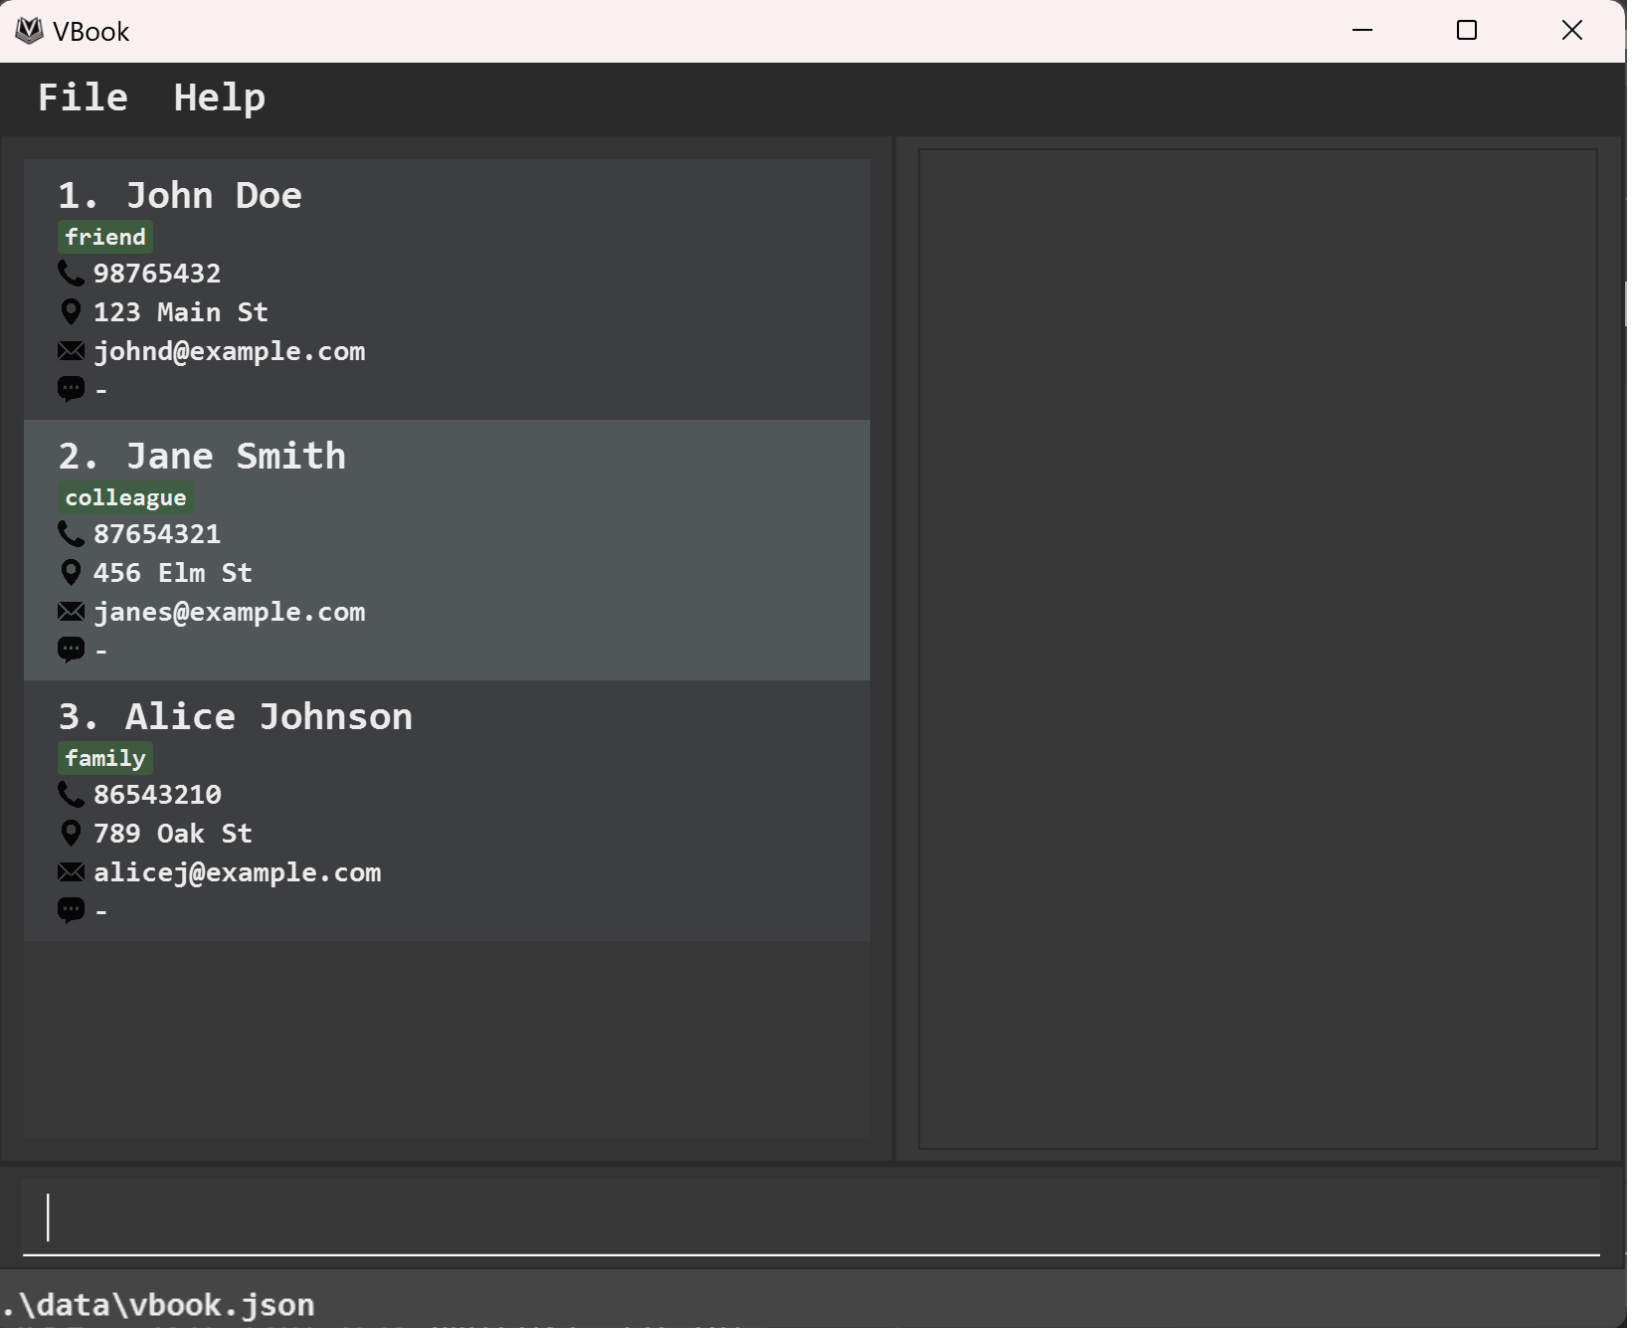 VBook
File Help
1. John Doe
friend
98765432
123 Main St
johnd@example.com
-
2. Jane Smith
colleague
87654321
456 Elm St
janes@example.com
-
3. Alice Johnson
family
86543210
789 Oak St
alicej@example.com
-
.\data\vbook.json